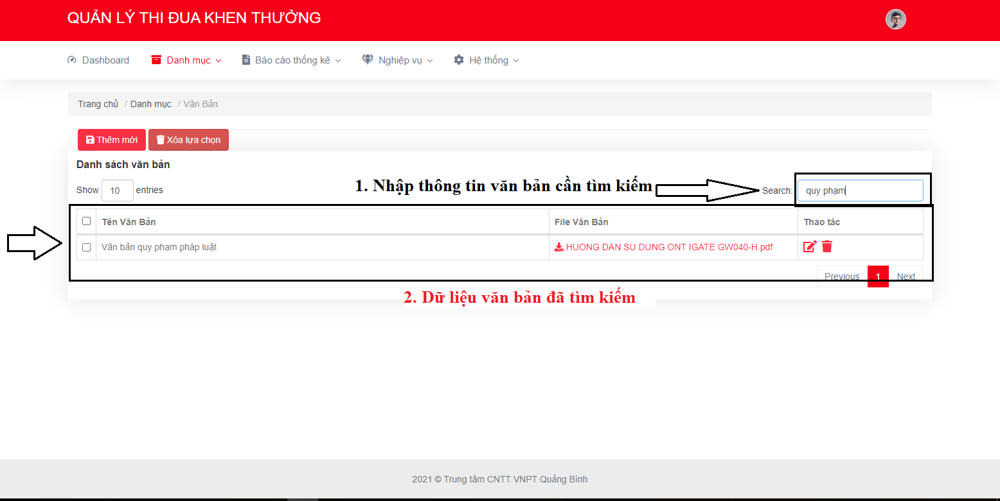 QUẢN LÝ THI ĐUA KHEN THƯỞNG
Dashboard Danh mục Báo cáo thống kê Nghiệp vụ Hệ thống
Trang chủ / Danh mục / Văn Bản
Thêm mới Xóa lựa chọn
Danh sách văn bản
Show 10 entries 1. Nhập thông tin văn bản cần tìm kiếm Search: quy phạm
Tên Văn Bản File Văn Bản Thao tác
Văn bản quy phạm pháp luật HUONG DAN SU DUNG ONT IGATE GW040-H.pdf
Previous 1 Next
2. Dữ liệu văn bản đã tìm kiếm
2021 © Trung tâm CNTT VNPT Quảng Bình